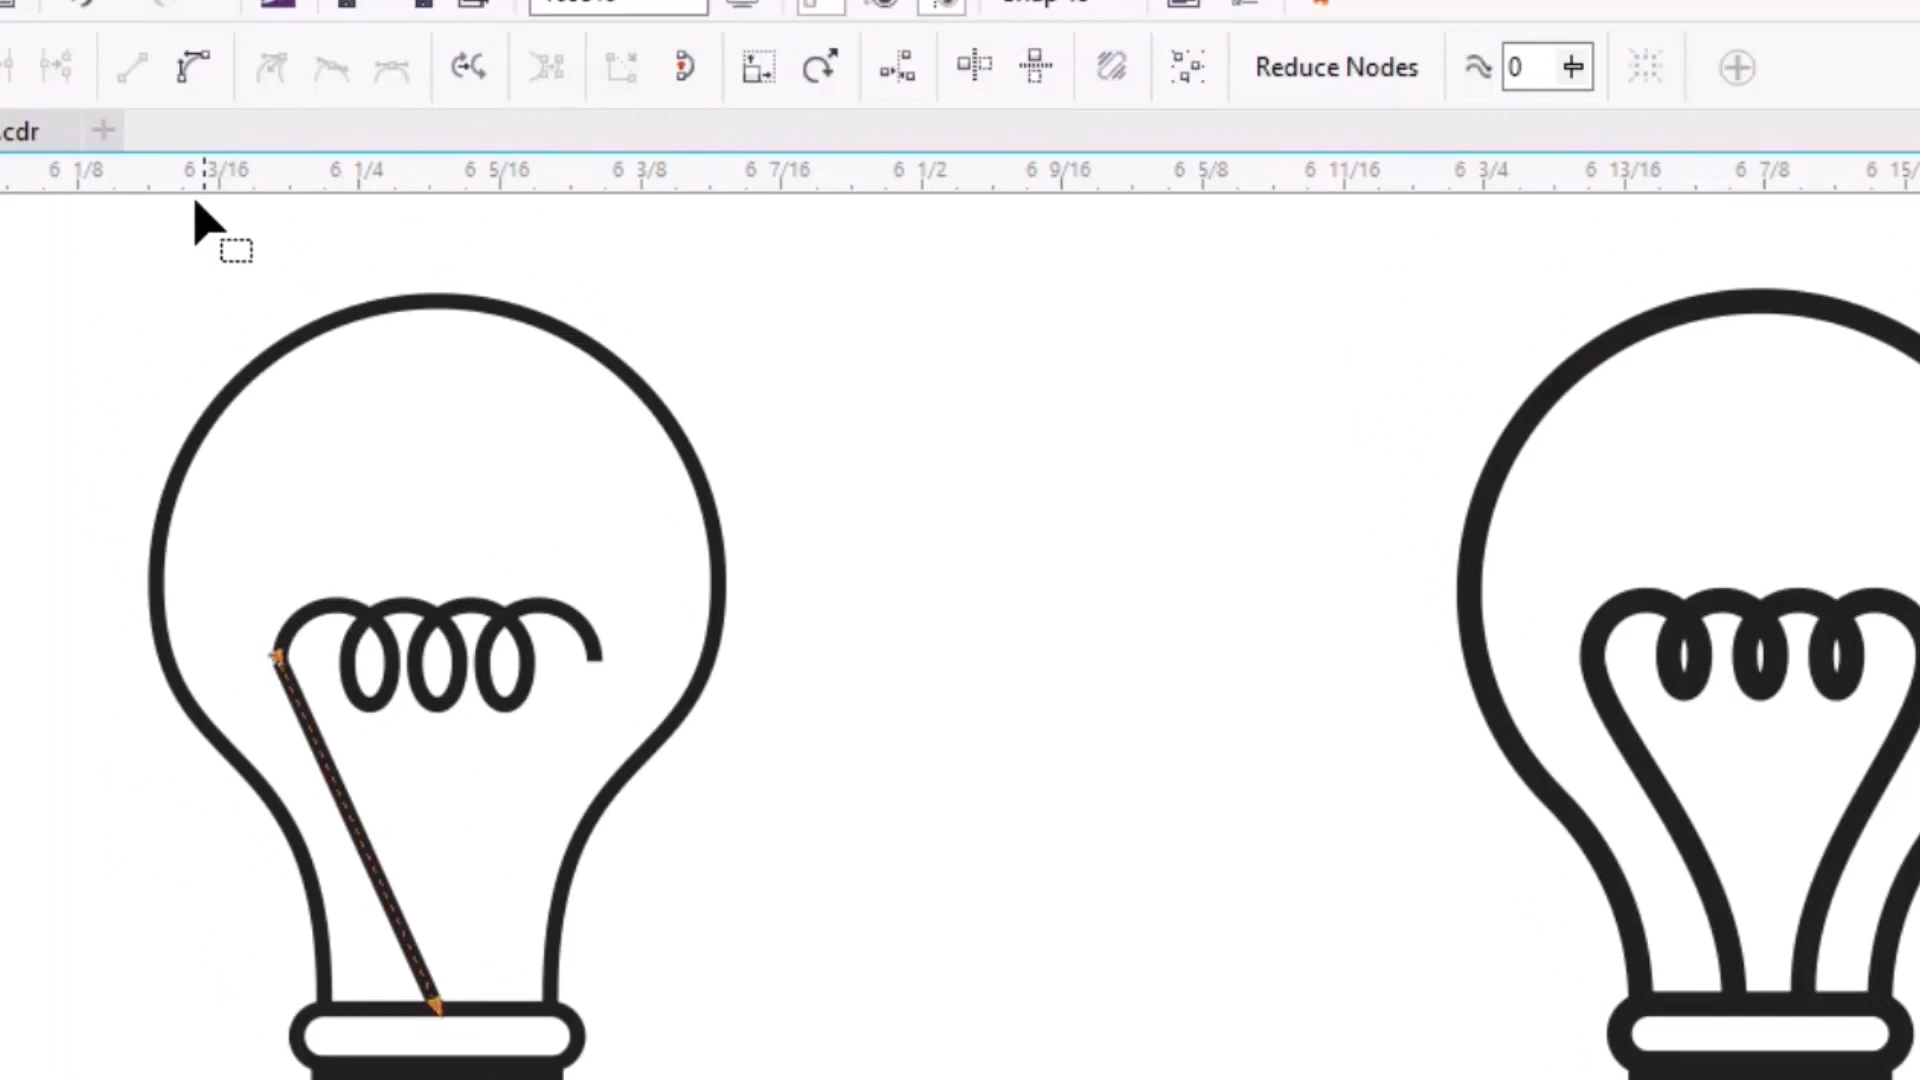 Reduce Nodes 0
.cdr
6 1/8 6 3/16 6 1/4 6 5/16 6 3/8 6 7/16 6 1/2 6 9/16 6 5/8 6 11/16 6 3/4 6 13/16 6 7/8 6 15/